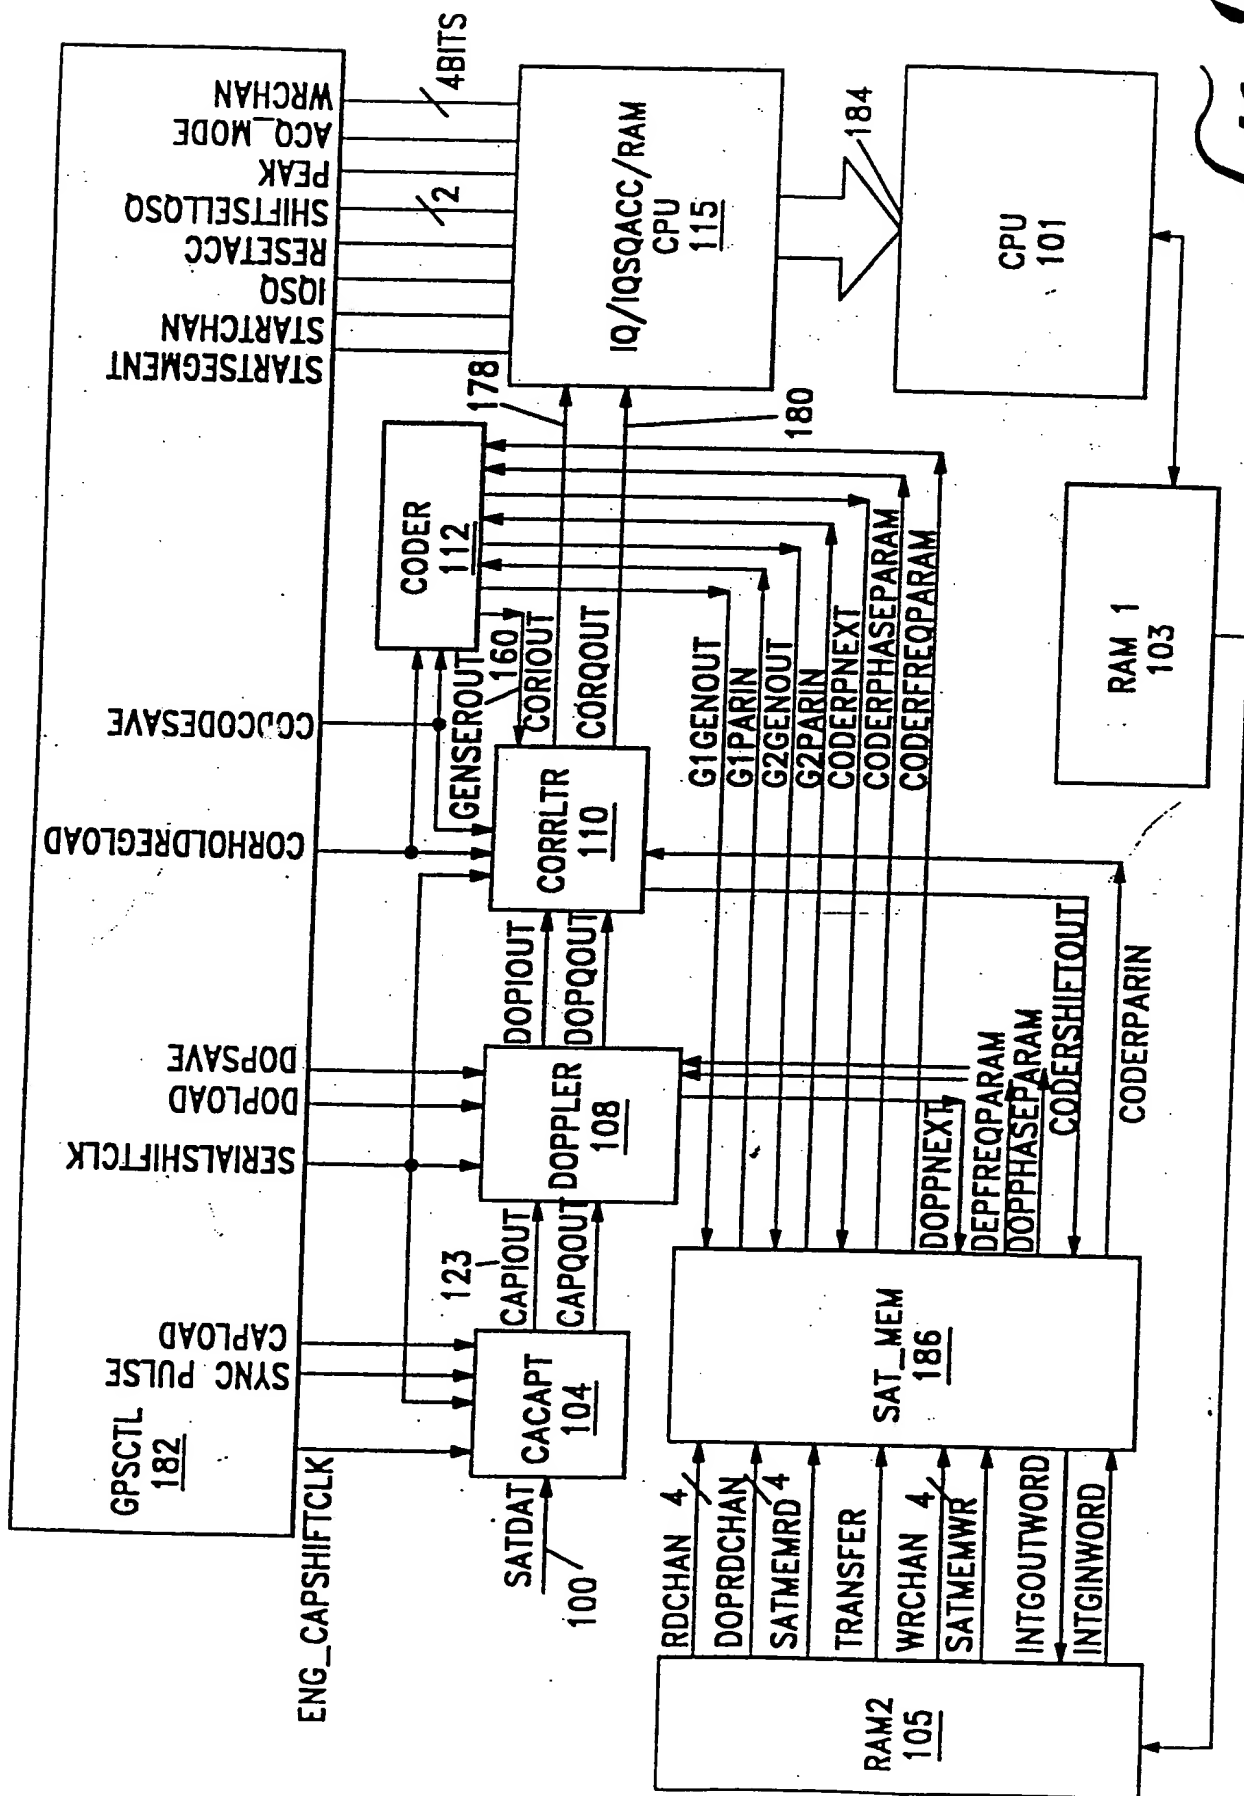 GPSCTL
182
ENG_CAPSHIFTCLK
SYNC PULSE
CAPLOAD
SERIALSHIFTCLK
DOPLOAD
DOPSAVE
CORHOLDREGLOAD
CODCODESAVE
STARTSEGMENT
STARTCHAN
IQSQ
RESETACC
SHIFTSELLQSQ
2
PEAK
ACQ_MODE
WRCHAN
4BITS
SATDAT
100
CACAPT
104
123
CAPIOUT
CAPQOUT
DOPPLER
108
DOPIOUT
DOPQOUT
CORRLTR
110
GENSEROUT
160
CORIOUT
CORQOUT
CODER
112
178
180
IQ/IQSQACC/RAM
CPU
115
184
CPU
101
RAM 1
103
G1GENOUT
G1PARIN
G2GENOUT
G2PARIN
CODERPNEXT
CODERPHASEPARAM
CODERFREQPARAM
DOPPNEXT
DEPFREQPARAM
DOPPHASEPARAM
CODERSHIFTOUT
CODERPARIN
SAT_MEM
186
RDCHAN 4
DOPRDCHAN 4
SATMEMRD
TRANSFER
WRCHAN 4
SATMEMWR
INTGOUTWORD
INTGINWORD
RAM2
105